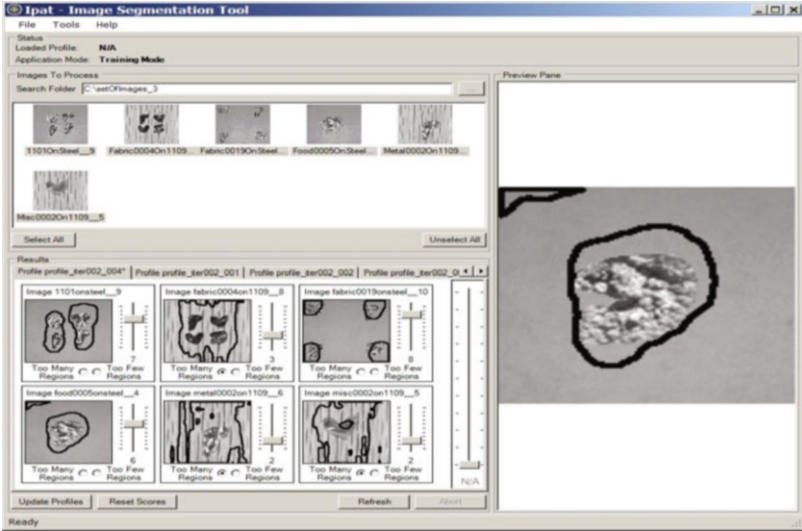 Ipat - Image Segmentation Tool
File Tools Help
Status
Loaded Profile: N/A
Application Mode: Training Mode
Images To Process
Search Folder C:\setOfImages_3 ...
1101OnSteel__9 Fabric0004On1109... Fabric0019OnSteel... Food0005OnSteel... Metal0002On1109...
Misc0002On1109__5
Select All Unselect All
Results
Profile profile_iter002_004* Profile profile_iter002_001 Profile profile_iter002_002 Profile profile_iter002_0
Image 1101onsteel__9 Image fabric0004on1109__8 Image fabric0019onsteel__10
7 3 8
Too Many Regions Too Few Regions Too Many Regions Too Few Regions Too Many Regions Too Few Regions
Image food0005onsteel__4 Image metal0002on1109__6 Image misc0002on1109__5
6 2 2
Too Many Regions Too Few Regions Too Many Regions Too Few Regions Too Many Regions Too Few Regions
N/A
Update Profiles Reset Scores Refresh Abort
Ready
Preview Pane